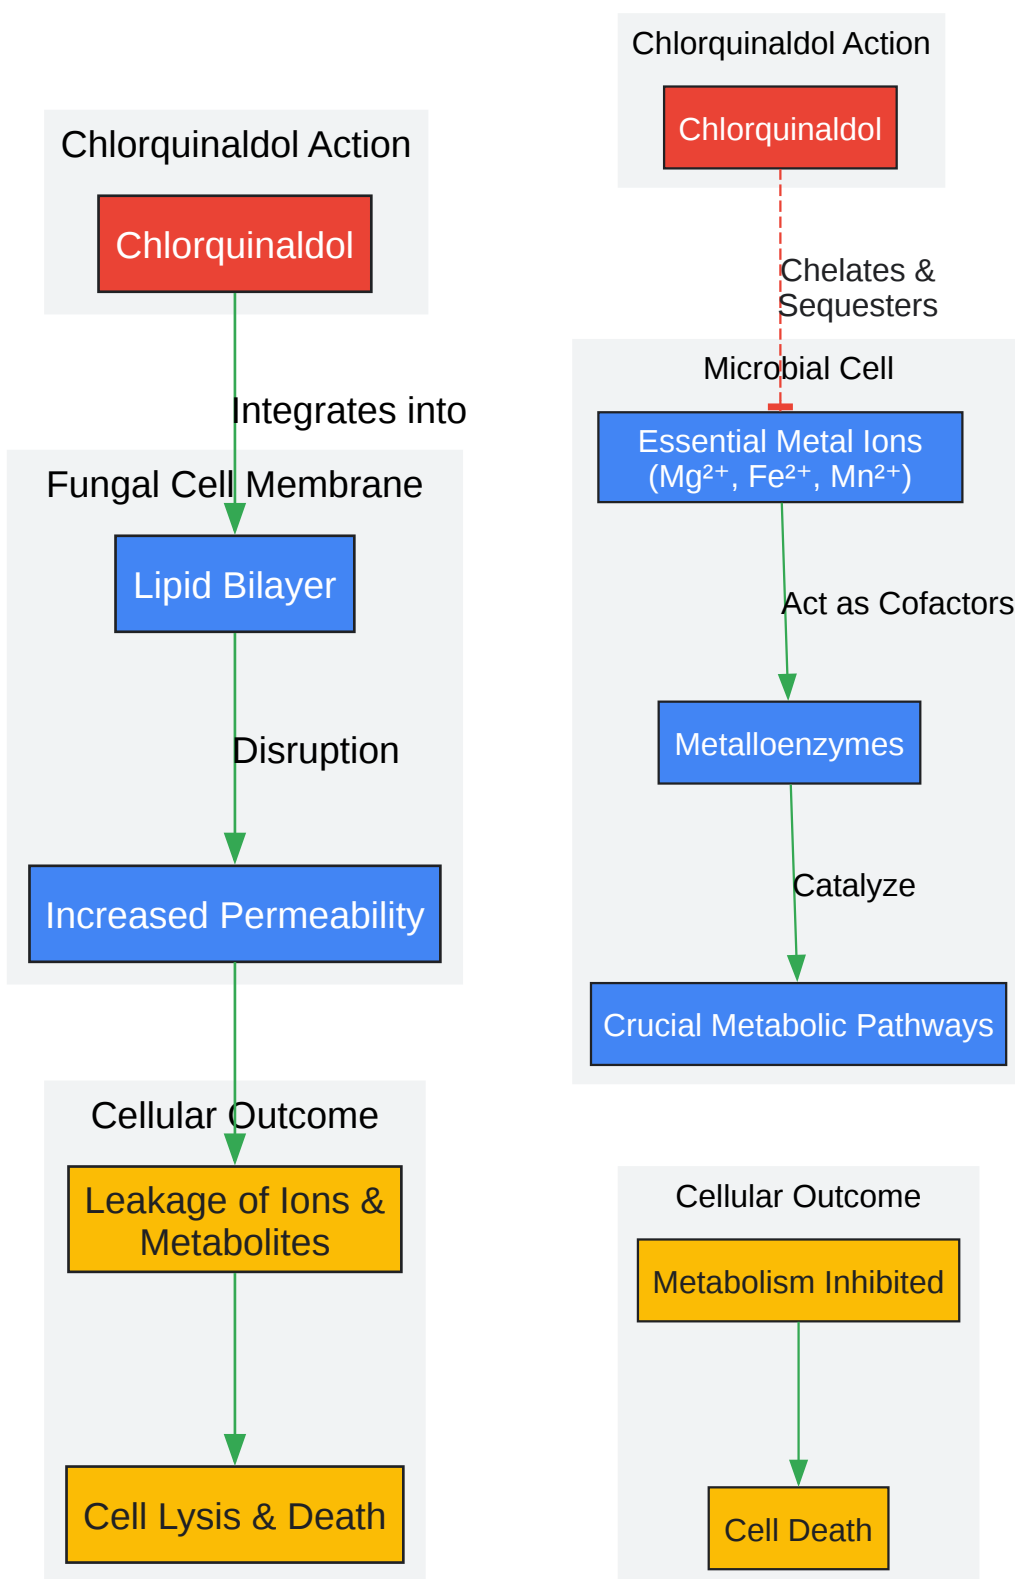 Chlorquinaldol Action
Chlorquinaldol
Integrates into
Fungal Cell Membrane
Lipid Bilayer
Disruption
Increased Permeability
Cellular Outcome
Leakage of Ions &
Metabolites
Cell Lysis & Death
Chlorquinaldol Action
Chlorquinaldol
Chelates &
Sequesters
Microbial Cell
Essential Metal Ions
(Mg²⁺, Fe²⁺, Mn²⁺)
Act as Cofactors
Metalloenzymes
Catalyze
Crucial Metabolic Pathways
Cellular Outcome
Metabolism Inhibited
Cell Death